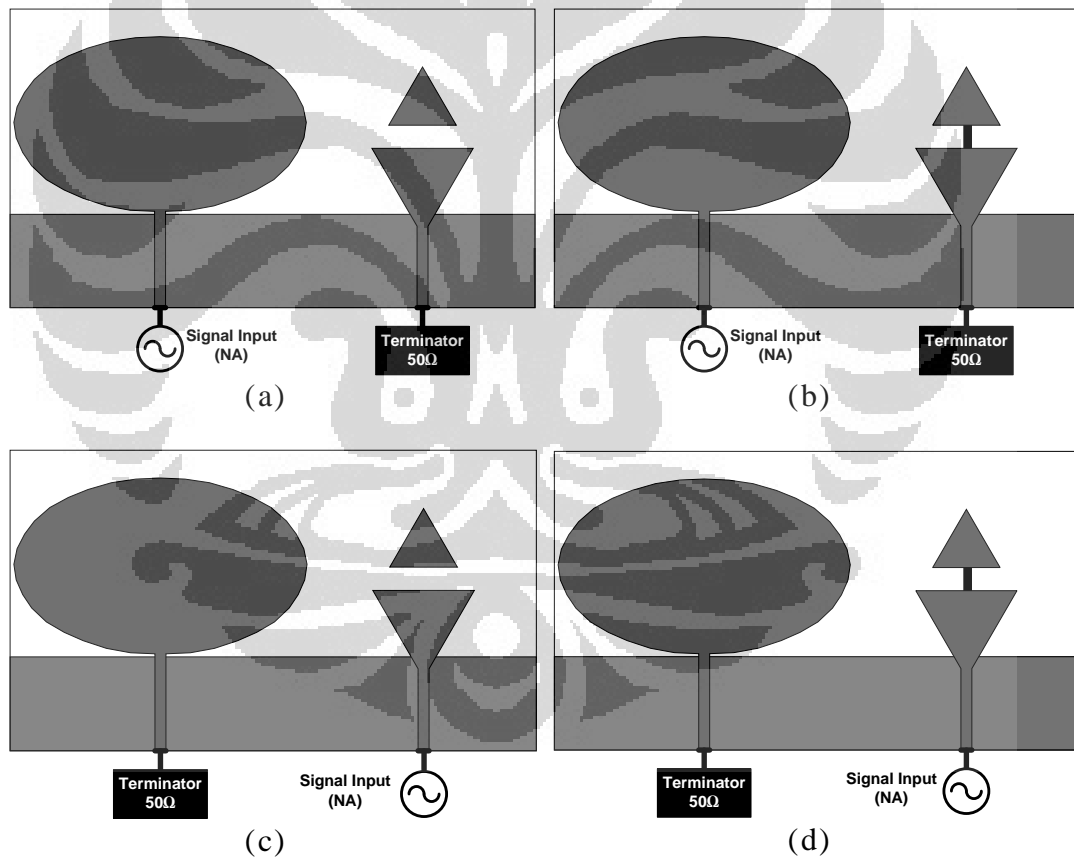 Signal Input
(NA)
Terminator
50Ω
(a)
Signal Input
(NA)
Terminator
50Ω
(b)
Terminator
50Ω
Signal Input
(NA)
(c)
Terminator
50Ω
Signal Input
(NA)
(d)